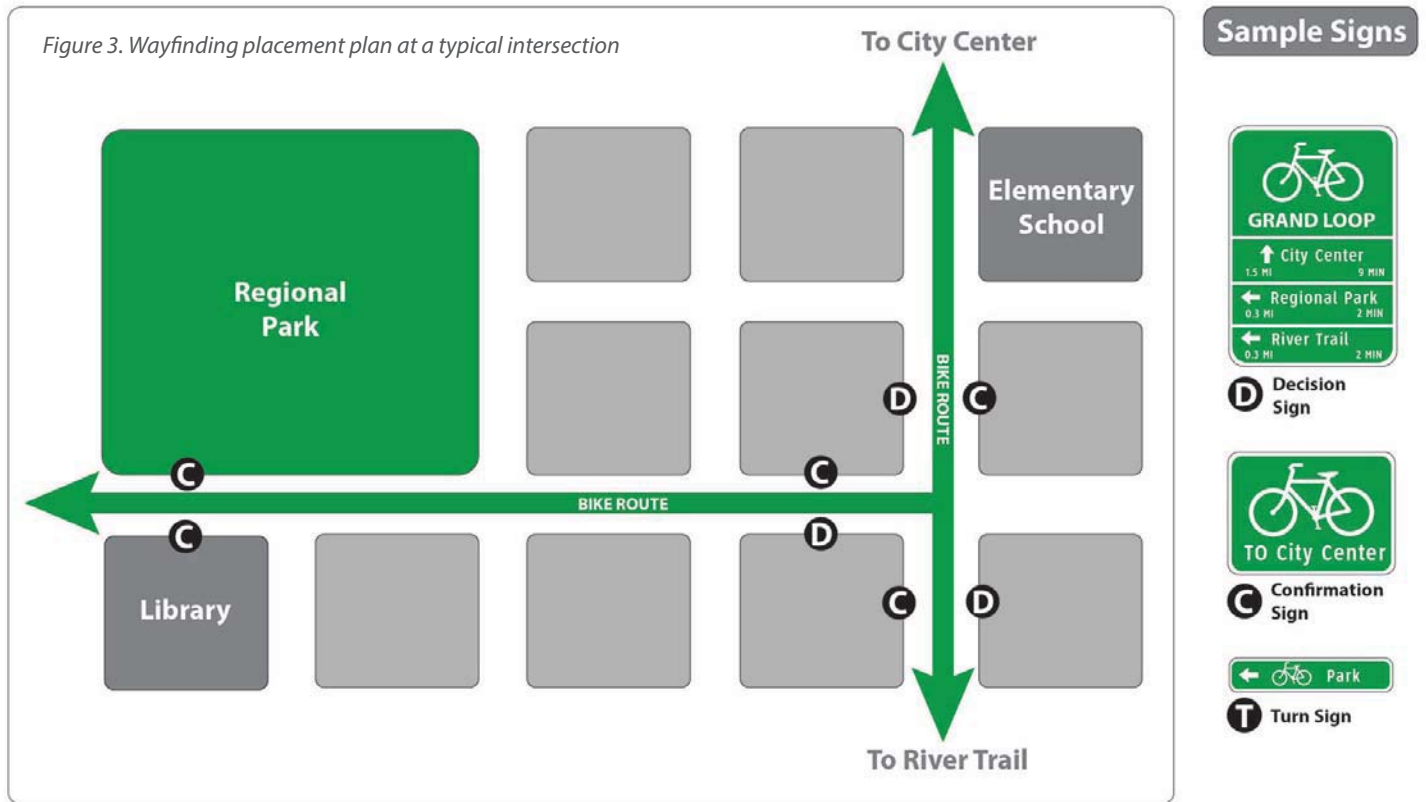 Figure 3. Wayfinding placement plan at a typical intersection
To City Center
Elementary
School
Regional
Park
BIKE ROUTE
D
C
C
C
BIKE ROUTE
C
D
Library
C
D
To River Trail
Sample Signs
GRAND LOOP
City Center
1.5 MI 9 MIN
Regional Park
0.3 MI 2 MIN
River Trail
0.3 MI 2 MIN
D Decision
Sign
TO City Center
C Confirmation
Sign
Park
T Turn Sign